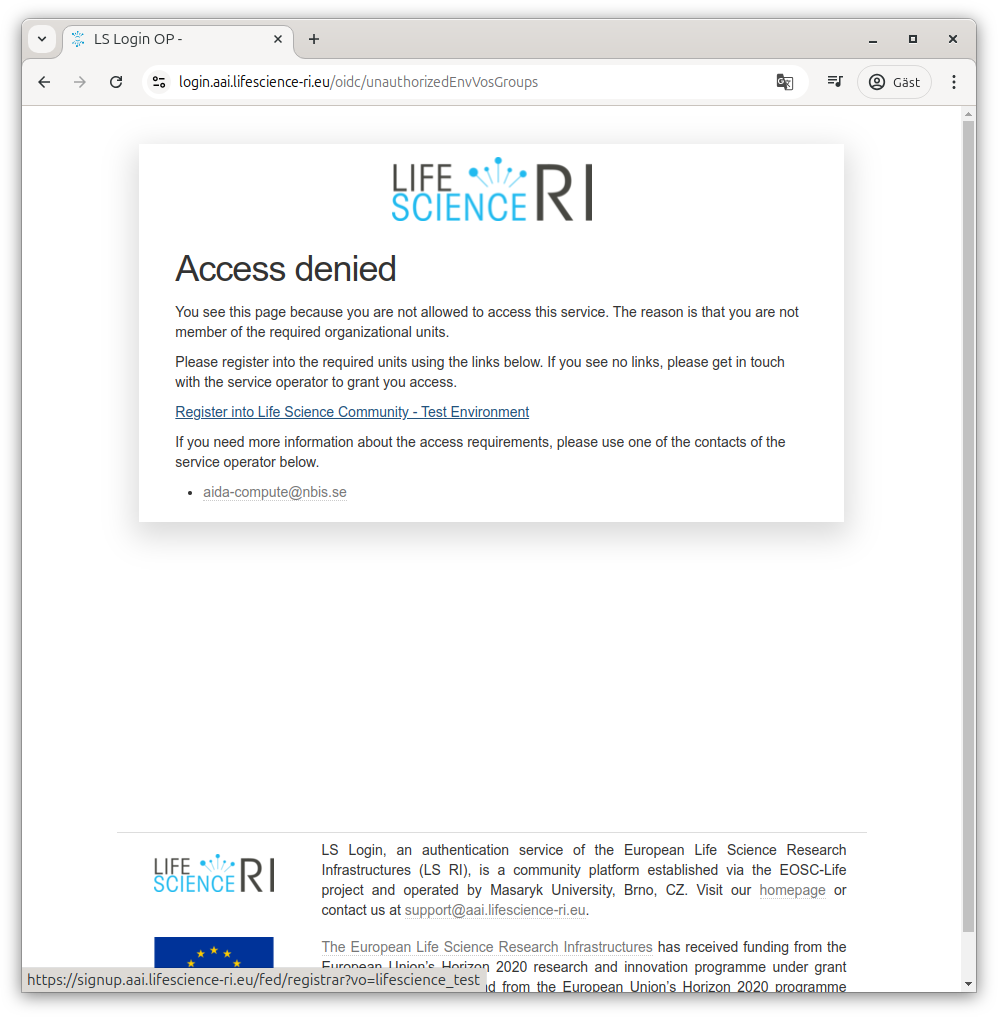 LS Login OP -
login.aai.lifescience-ri.eu/oidc/unauthorizedEnvVosGroups
Gäst
LIFE SCIENCE RI
Access denied
You see this page because you are not allowed to access this service. The reason is that you are not
member of the required organizational units.
Please register into the required units using the links below. If you see no links, please get in touch
with the service operator to grant you access.
Register into Life Science Community - Test Environment
If you need more information about the access requirements, please use one of the contacts of the
service operator below.
• aida-compute@nbis.se
LIFE SCIENCE RI
LS Login, an authentication service of the European Life Science Research
Infrastructures (LS RI), is a community platform established via the EOSC-Life
project and operated by Masaryk University, Brno, CZ. Visit our homepage or
contact us at support@aai.lifescience-ri.eu.
The European Life Science Research Infrastructures has received funding from the
European Union's Horizon 2020 research and innovation programme under grant
from the European Union's Horizon 2020 programme
https://signup.aai.lifescience-ri.eu/fed/registrar?vo=lifescience_test